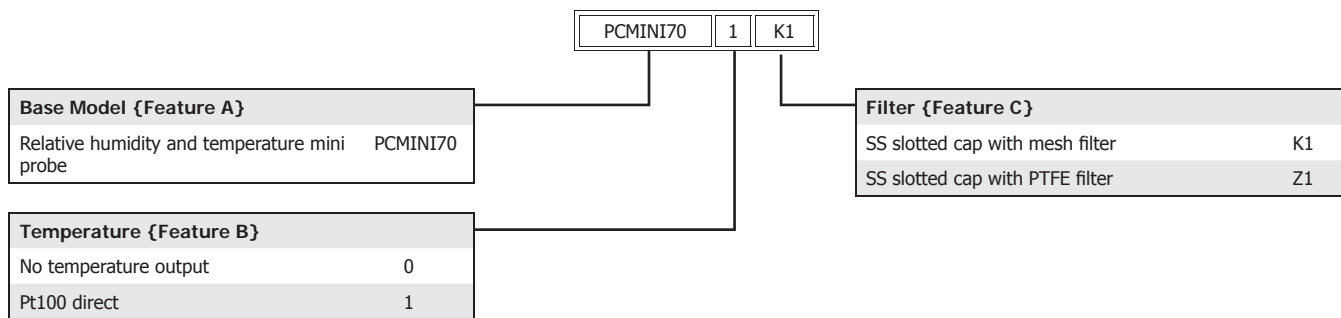 PCMINI70 1 K1
Base Model {Feature A}
Relative humidity and temperature mini PCMINI70
probe
Temperature {Feature B}
No temperature output 0
Pt100 direct 1
Filter {Feature C}
SS slotted cap with mesh filter K1
SS slotted cap with PTFE filter Z1